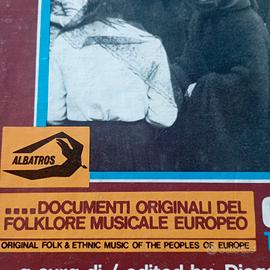 ALBATROS
....DOCUMENTI ORIGINALI DEL
FOLKLORE MUSICALE EUROPEO
ORIGINAL FOLK & ETHNIC MUSIC OF THE PEOPLES OF EUROPE
a cura di / edited by